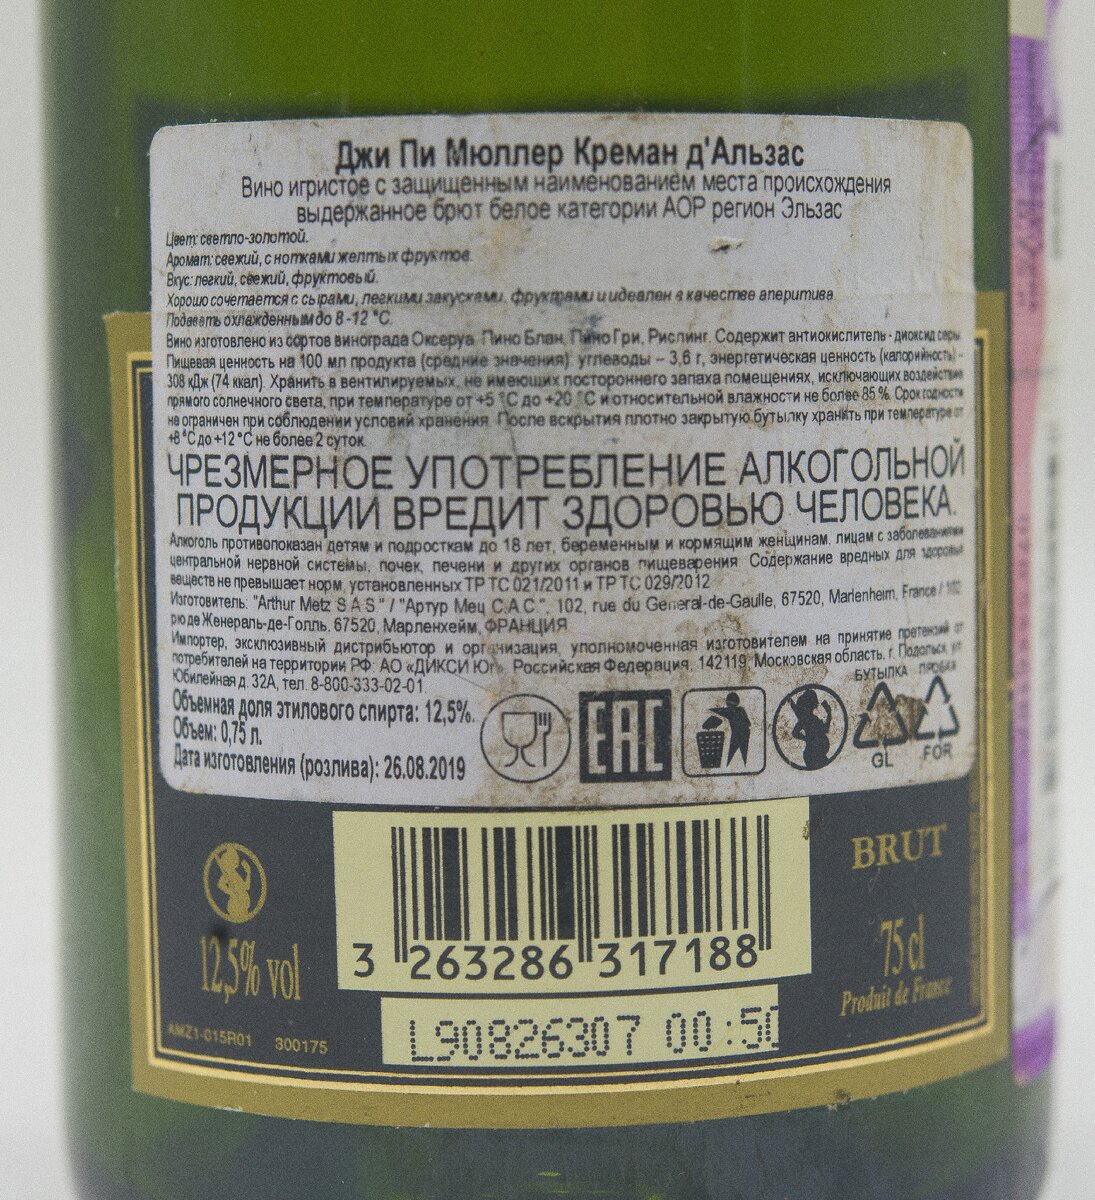 Джи Пи Мюллер Креман д'Альзас
Вино игристое с защищенным наименованием места происхождения
выдержанное брют белое категории АОР регион Эльзас
Цвет: светло-золотой.
Аромат: свежий, с нотками желтых фруктов.
Вкус: легкий, свежий, фруктовый.
Хорошо сочетается с сырами, легкими закусками, фруктами и идеален в качестве аперитива.
Подавать охлажденным до 8 -12 °С.
Вино изготовлено из сортов винограда Оксеруа, Пино Блан, Пино Гри, Рислинг. Содержит антиокислитель - диоксид серы.
Пищевая ценность на 100 мл продукта (средние значения): углеводы – 3,6 г, энергетическая ценность (калорийность) -
308 кДж (74 ккал). Хранить в вентилируемых, не имеющих постороннего запаха помещениях, исключающих воздействие
прямого солнечного света, при температуре от +5 °С до +20 °С и относительной влажности не более 85 %. Срок годности
не ограничен при соблюдении условий хранения. После вскрытия плотно закрытую бутылку хранить при температуре от
+8 °С до +12 °С не более 2 суток.
ЧРЕЗМЕРНОЕ УПОТРЕБЛЕНИЕ АЛКОГОЛЬНОЙ
ПРОДУКЦИИ ВРЕДИТ ЗДОРОВЬЮ ЧЕЛОВЕКА.
Алкоголь противопоказан детям и подросткам до 18 лет, беременным и кормящим женщинам, лицам с заболеваниями
центральной нервной системы, почек, печени и других органов пищеварения. Содержание вредных для здоровья
веществ не превышает норм, установленных ТР ТС 021/2011 и ТР ТС 029/2012
Изготовитель: "Arthur Metz S.A.S." / "Артур Мец С.А.С.", 102, rue du General-de-Gaulle, 67520, Marlenheim, France / 102
рю де Женераль-де-Голль, 67520, Марленхейм, ФРАНЦИЯ
Импортер, эксклюзивный дистрибьютор и организация, уполномоченная изготовителем на принятие претензий от
потребителей на территории РФ: АО «ДИКСИ Юг», Российская Федерация, 142119, Московская область, г. Подольск, ул.
Юбилейная д. 32А, тел. 8-800-333-02-01
БУТЫЛКА ПРОБКА
Объемная доля этилового спирта: 12,5%.
Объем: 0,75 л.
Дата изготовления (розлива): 26.08.2019
EAC
GL FOR
BRUT
12,5% vol
75 cl
Produit de France
3 263286 317188
L90826307 00:50
AMZ1-015R01 300175